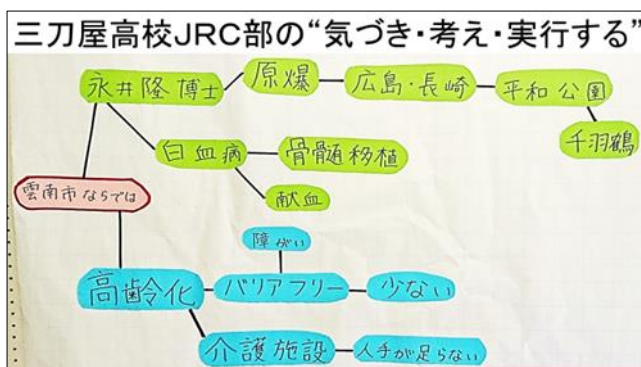 三刀屋高校JRC部の“気づき・考え・実行する”
永井隆博士
原爆
広島・長崎
平和公園
千羽鶴
白血病
骨髄移植
献血
雲南市ならでは
障がい
高齢化
バリアフリー
少ない
介護施設
人手が足らない